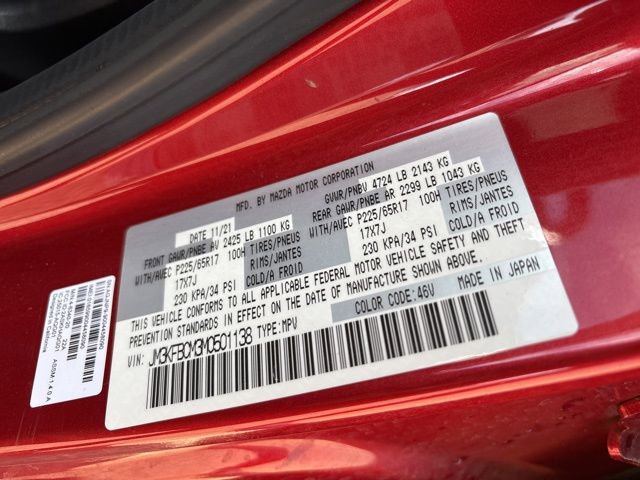 MFD. BY MAZDA MOTOR CORPORATION
DATE 11/21
GVWR/PNBV 4724 LB 2143 KG
FRONT GAWR/PNBE AV 2425 LB 1100 KG
REAR GAWR/PNBE AR 2299 LB 1043 KG
WITH/AVEC P225/65R17 100H TIRES/PNEUS
WITH/AVEC P225/65R17 100H TIRES/PNEUS
17X7J RIMS/JANTES
17X7J RIMS/JANTES
230 KPA/34 PSI COLD/A FROID
230 KPA/34 PSI COLD/A FROID
THIS VEHICLE CONFORMS TO ALL APPLICABLE FEDERAL MOTOR VEHICLE SAFETY AND THEFT
PREVENTION STANDARDS IN EFFECT ON THE DATE OF MANUFACTURE SHOWN ABOVE.
COLOR CODE:46V MADE IN JAPAN
VIN: JM3KFBCM3M0501138 TYPE:MPV
ASSM:1.4.0 A